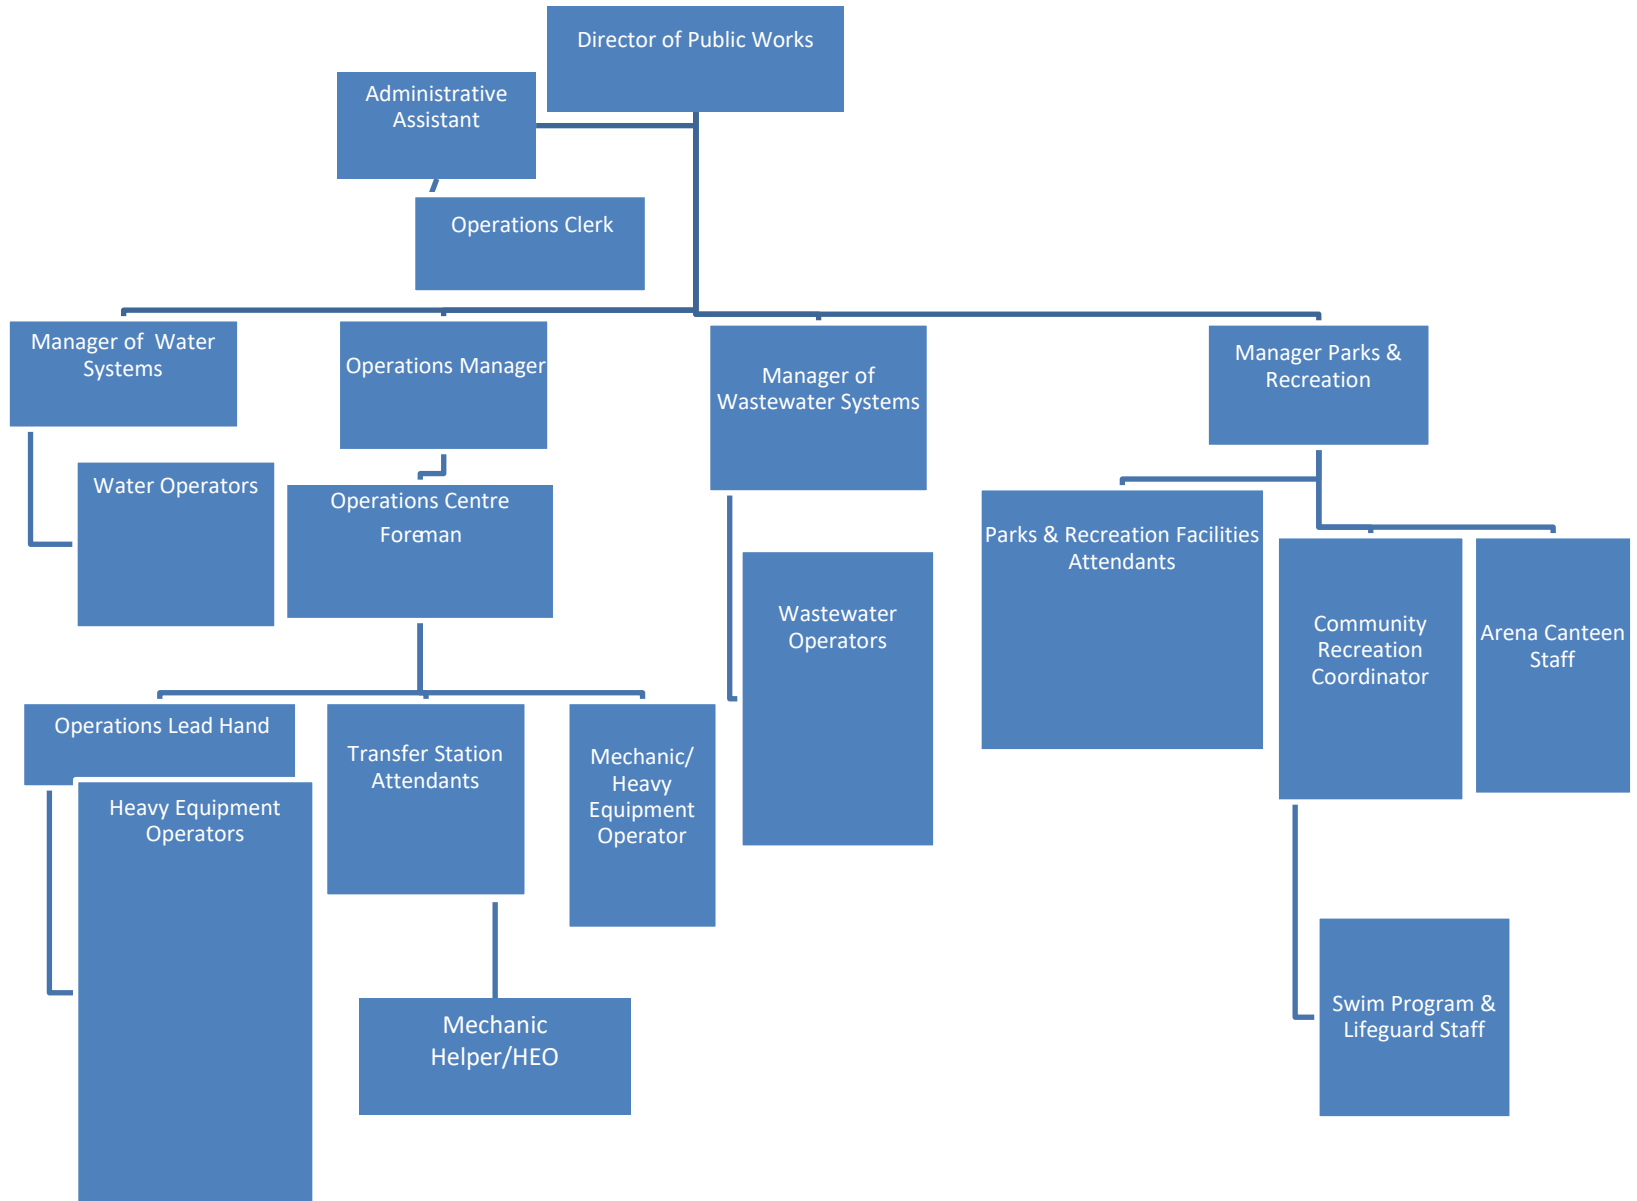 Director of Public Works
Administrative
Assistant
Operations Clerk
Manager of  Water
Systems
Operations Manager
Manager of
Wastewater Systems
Manager Parks &
Recreation
Water Operators
Operations Centre
Foreman
Wastewater
Operators
Parks & Recreation Facilities
Attendants
Community
Recreation
Coordinator
Arena Canteen
Staff
Operations Lead Hand
Heavy Equipment
Operators
Transfer Station
Attendants
Mechanic/
Heavy
Equipment
Operator
Mechanic
Helper/HEO
Swim Program &
Lifeguard Staff